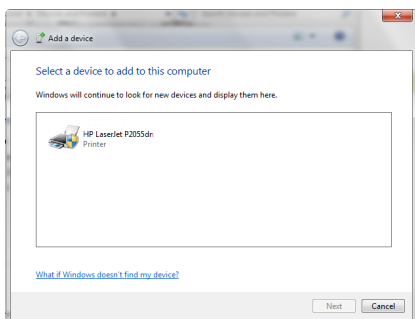 Add a device
Select a device to add to this computer
Windows will continue to look for new devices and display them here.
HP LaserJet P2055dn
Printer
What if Windows doesn't find my device?
Next
Cancel